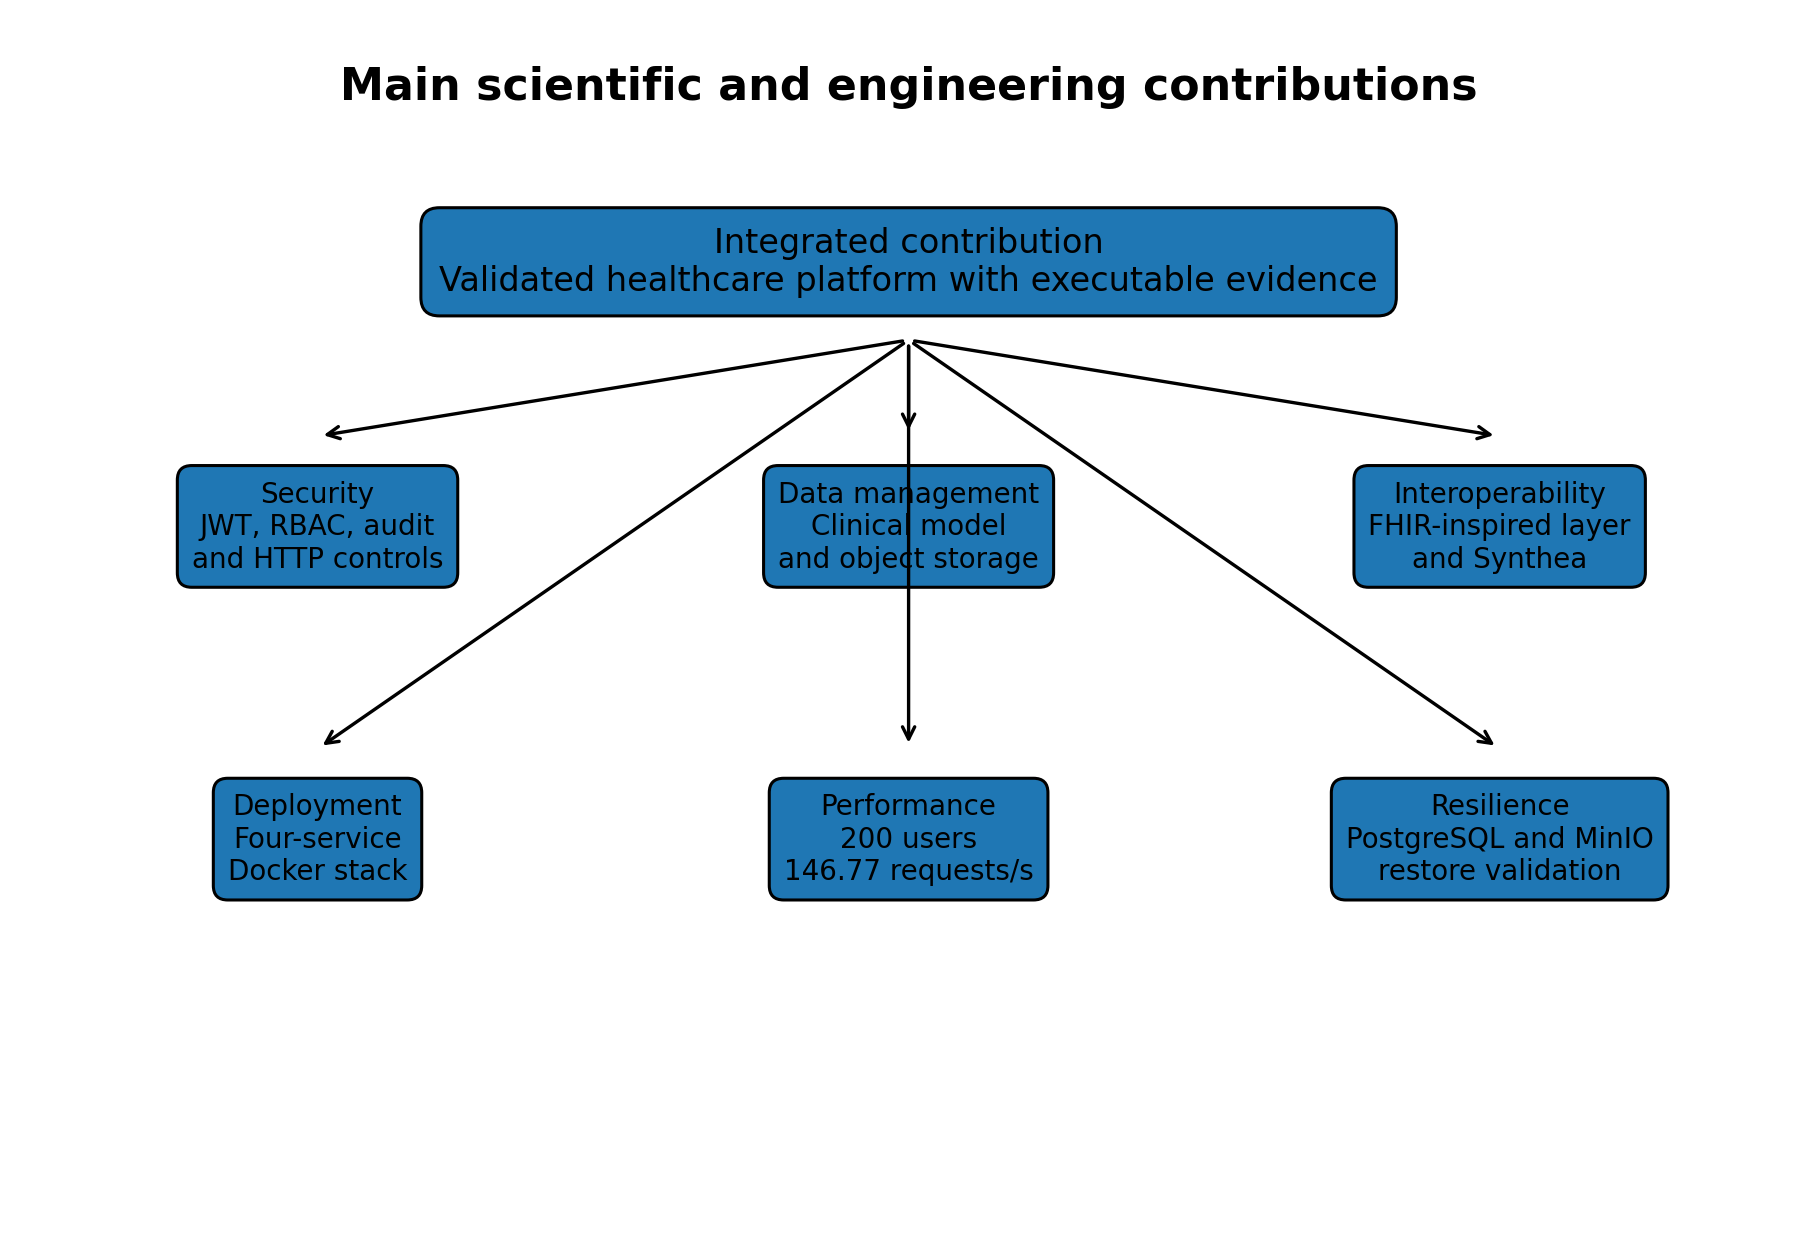 Main scientific and engineering contributions
Integrated contribution
Validated healthcare platform with executable evidence
Security
JWT, RBAC, audit
and HTTP controls
Data management
Clinical model
and object storage
Interoperability
FHIR-inspired layer
and Synthea
Deployment
Four-service
Docker stack
Performance
200 users
146.77 requests/s
Resilience
PostgreSQL and MinIO
restore validation